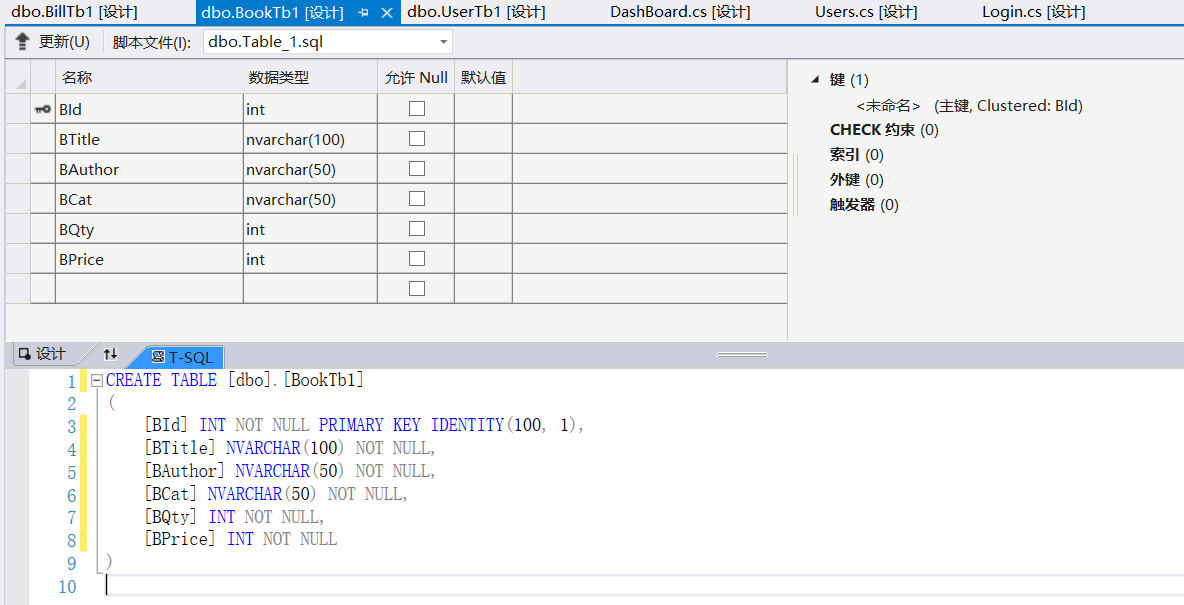 dbo.BillTb1 [设计] dbo.BookTb1 [设计] dbo.UserTb1 [设计] DashBoard.cs [设计] Users.cs [设计] Login.cs [设计]
更新(U) 脚本文件(I): dbo.Table_1.sql
名称 数据类型 允许 Null 默认值
BId int
BTitle nvarchar(100)
BAuthor nvarchar(50)
BCat nvarchar(50)
BQty int
BPrice int
键 (1)
<未命名> (主键, Clustered: BId)
CHECK 约束 (0)
索引 (0)
外键 (0)
触发器 (0)
设计 T-SQL
1 CREATE TABLE [dbo].[BookTb1]
2 (
3 [BId] INT NOT NULL PRIMARY KEY IDENTITY(100, 1),
4 [BTitle] NVARCHAR(100) NOT NULL,
5 [BAuthor] NVARCHAR(50) NOT NULL,
6 [BCat] NVARCHAR(50) NOT NULL,
7 [BQty] INT NOT NULL,
8 [BPrice] INT NOT NULL
9 )
10